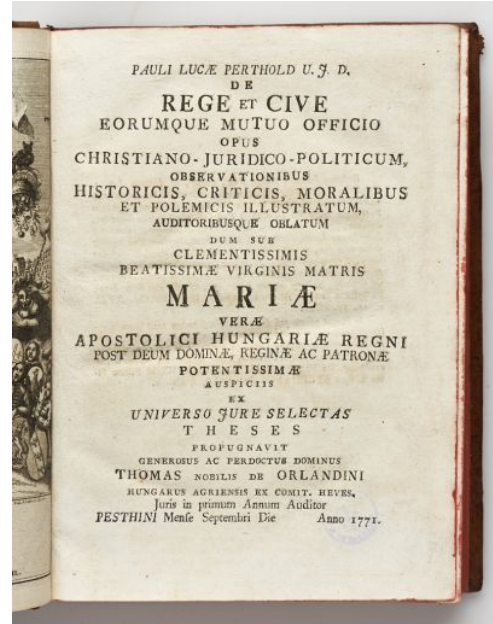 PAULI LUCÆ PERTHOLD U. J. D.
DE
REGE ET CIVE
EORUMQUE MUTUO OFFICIO
OPUS
CHRISTIANO-JURIDICO-POLITICUM,
OBSERVATIONIBUS
HISTORICIS, CRITICIS, MORALIBUS
ET POLEMICIS ILLUSTRATUM,
AUDITORIBUSQUE OBLATUM
DUM SUB
CLEMENTISSIMIS
BEATISSIMÆ VIRGINIS MATRIS
MARIÆ
VERÆ
APOSTOLICI HUNGARIÆ REGNI
POST DEUM DOMINÆ, REGINÆ AC PATRONÆ
POTENTISSIMÆ
AUSPICIIS
EX
UNIVERSO JURE SELECTAS
THESES
PROPUGNAVIT
GENEROSUS AC PERDOCTUS DOMINUS
THOMAS NOBILIS DE ORLANDINI
HUNGARUS AGRIENSIS EX COMIT. HEVES.
Juris in primum Annum Auditor
PESTHINI Mense Septembri Die Anno 1771.